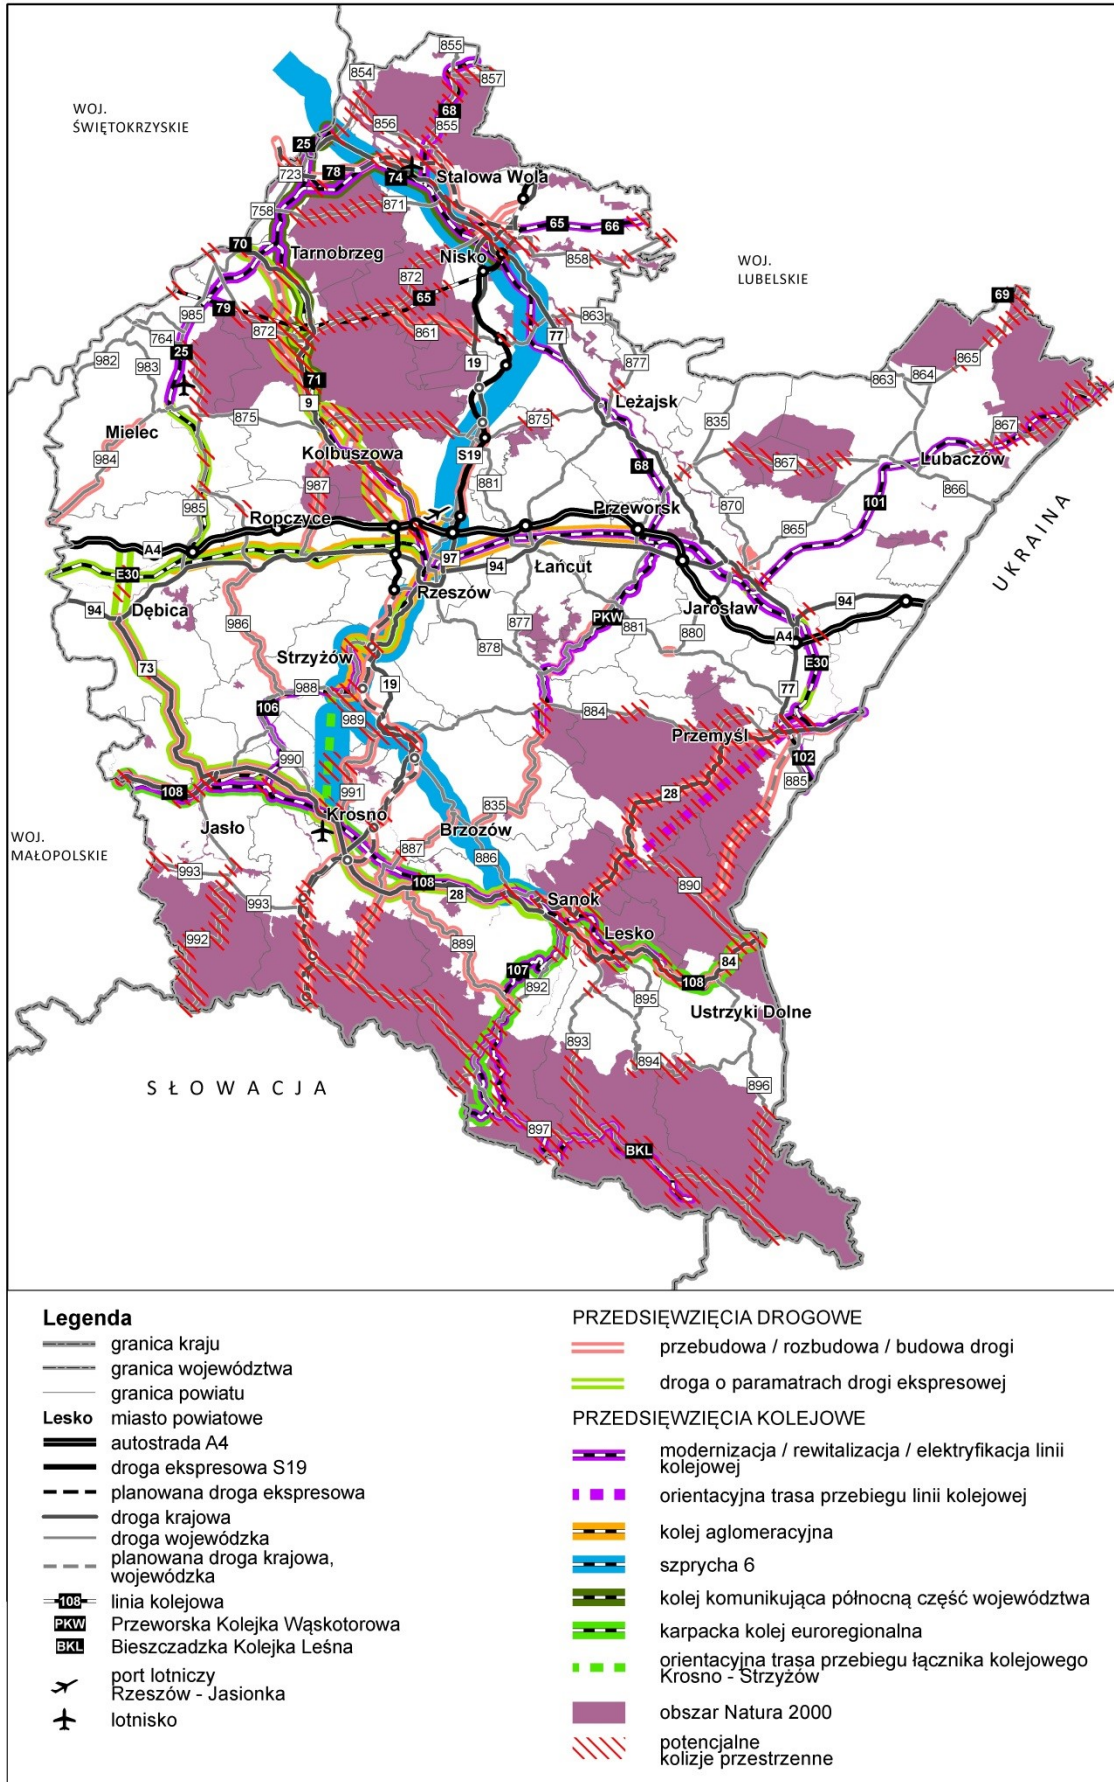 855
854
857
WOJ.
ŚWIĘTOKRZYSKIE
68
856
855
25
78
723
74
Stalowa Wola
871
758
65
66
70
Tarnobrzeg
Nisko
858
872
WOJ.
LUBELSKIE
65
69
79
985
872
861
863
77
764
25
982
983
19
877
865
864
863
71
9
Leżajsk
875
875
835
867
Mielec
Kolbuszowa
S19
984
987
68
867
Lubaczów
881
866
985
101
870
Ropczyce
Przeworsk
865
UKRAINA
A4
97
94
E30
Łańcut
Rzeszów
94
Dębica
Jarosław
94
PKW
986
877
881
880
A4
878
Strzyżów
E30
73
19
988
77
106
989
884
Przemyśl
990
102
885
108
991
28
835
Krosno
Brzozów
Jasło
WOJ.
MAŁOPOLSKIE
887
886
993
890
108
28
993
Sanok
992
Lesko
889
84
107
892
108
895
Ustrzyki Dolne
893
894
896
SŁOWACJA
897
BKL
Legenda
granica kraju
granica województwa
granica powiatu
Lesko miasto powiatowe
autostrada A4
droga ekspresowa S19
planowana droga ekspresowa
droga krajowa
droga wojewódzka
planowana droga krajowa,
wojewódzka
108 linia kolejowa
PKW Przeworska Kolejka Wąskotorowa
BKL Bieszczadzka Kolejka Leśna
port lotniczy
Rzeszów - Jasionka
lotnisko
PRZEDSIĘWZIĘCIA DROGOWE
przebudowa / rozbudowa / budowa drogi
droga o paramatrach drogi ekspresowej
PRZEDSIĘWZIĘCIA KOLEJOWE
modernizacja / rewitalizacja / elektryfikacja linii
kolejowej
orientacyjna trasa przebiegu linii kolejowej
kolej aglomeracyjna
szprycha 6
kolej komunikująca północną część województwa
karpacka kolej euroregionalna
orientacyjna trasa przebiegu łącznika kolejowego
Krosno - Strzyżów
obszar Natura 2000
potencjalne
kolizje przestrzenne